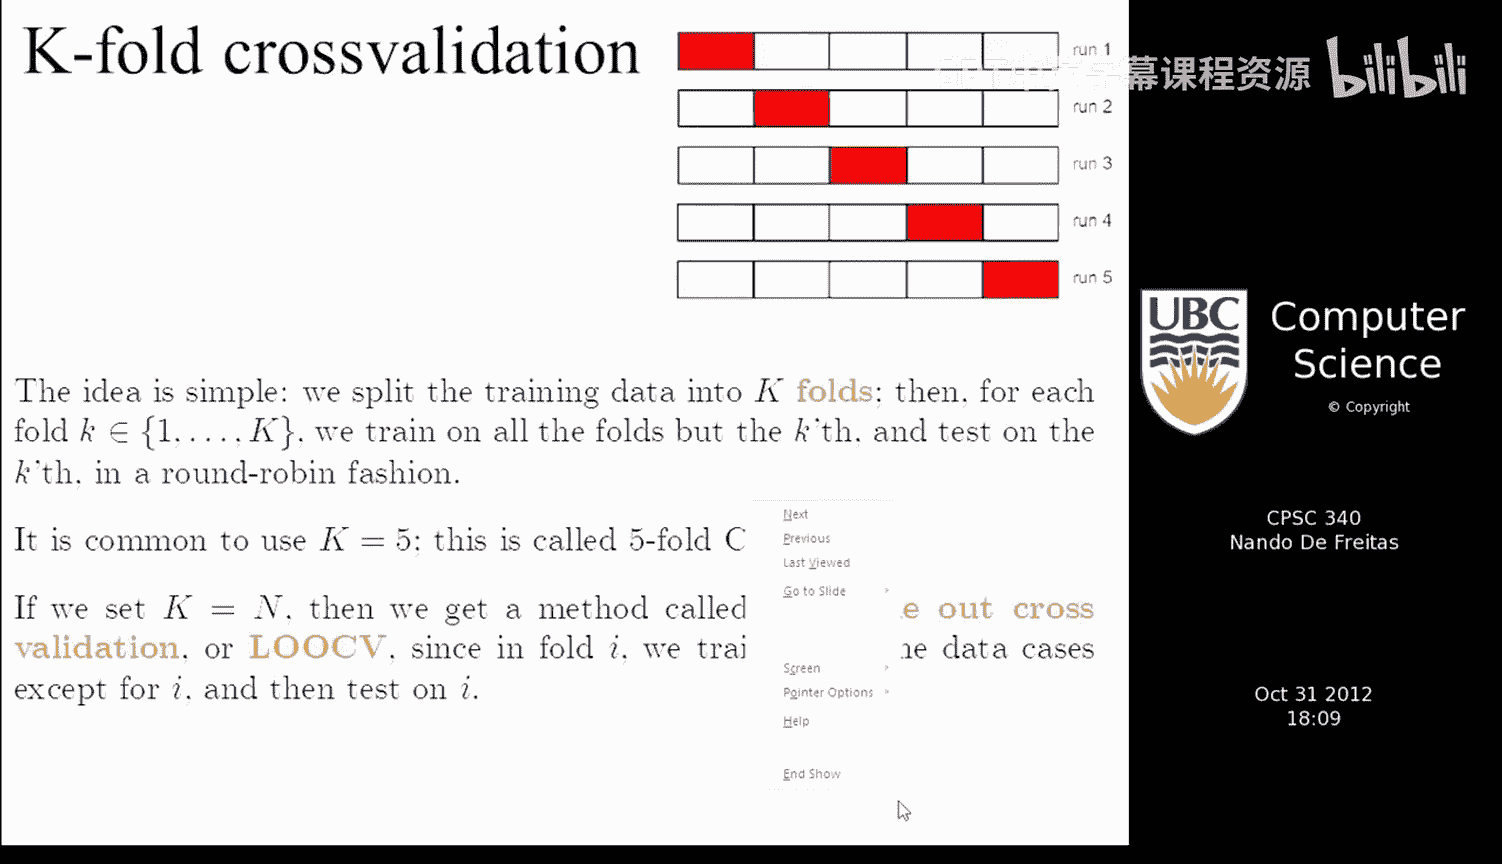 K-fold crossvalidation
run 1
run 2
run 3
run 4
run 5
The idea is simple: we split the training data into K folds; then, for each
fold k ∈ {1, . . . , K}, we train on all the folds but the k'th, and test on the
k'th, in a round-robin fashion.
It is common to use K = 5; this is called 5-fold C
If we set K = N, then we get a method called e out cross
validation, or LOOCV, since in fold i, we trai ne data cases
except for i, and then test on i.
Next
Previous
Last Viewed
Go to Slide
Screen
Pointer Options
Help
End Show
幕课程资源 bilibili
UBC
Computer
Science
© Copyright
CPSC 340
Nando De Freitas
Oct 31 2012
18:09